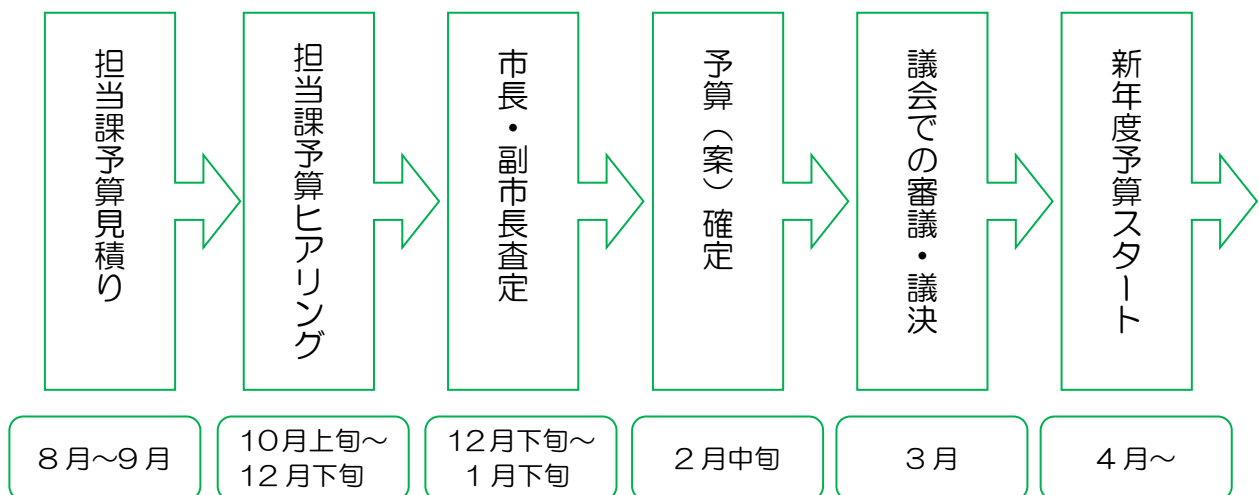 担当課予算見積り
担当課予算ヒアリング
市長・副市長査定
予算（案）確定
議会での審議・議決
新年度予算スタート
8月～9月
10月上旬～
12月下旬
12月下旬～
1月下旬
2月中旬
3月
4月～